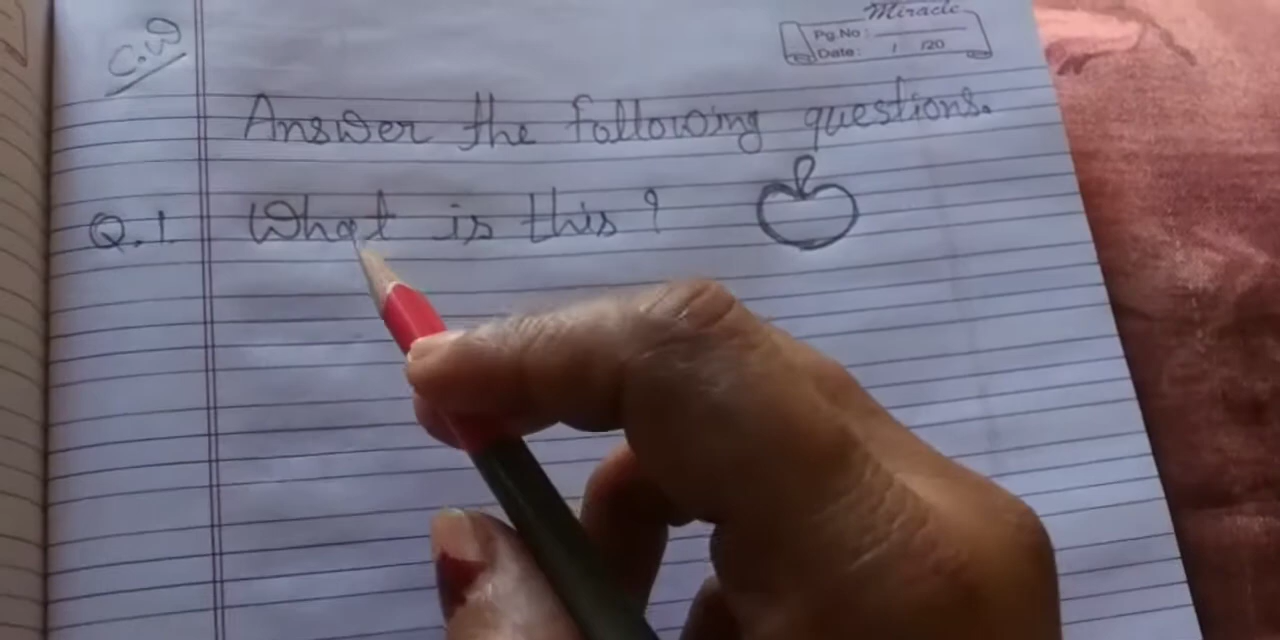 Miracle
Pg.No :
Date: / /20
C.W
Answer the following questions.
Q.1. What is this ?